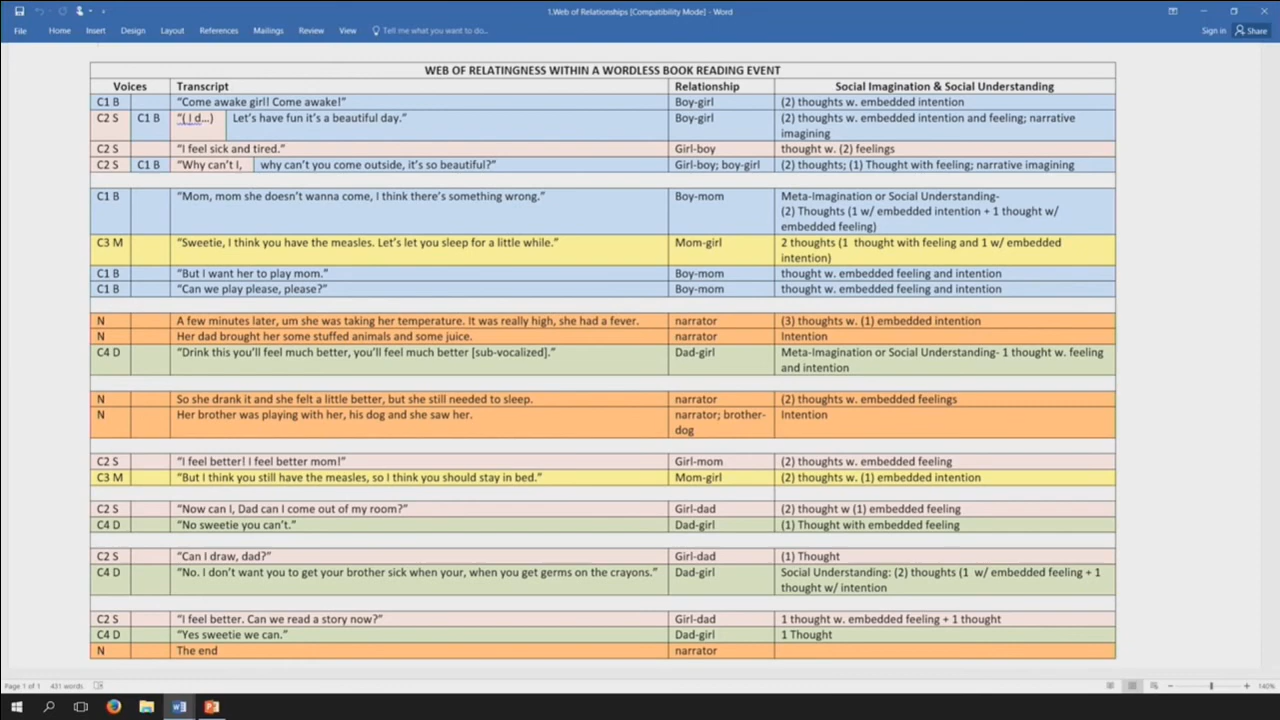 1.Web of Relationships [Compatibility Mode] - Word
File Home Insert Design Layout References Mailings Review View Tell me what you want to do... Sign in Share
WEB OF RELATINGNESS WITHIN A WORDLESS BOOK READING EVENT
Voices Transcript Relationship Social Imagination & Social Understanding
C1 B "Come awake girl! Come awake!" Boy-girl (2) thoughts w. embedded intention
C2 S C1 B "( I d...) Let's have fun it's a beautiful day." Boy-girl (2) thoughts w. embedded intention and feeling; narrative
imagining
C2 S "I feel sick and tired." Girl-boy thought w. (2) feelings
C2 S C1 B "Why can't I, why can't you come outside, it's so beautiful?" Girl-boy; boy-girl (2) thoughts; (1) Thought with feeling; narrative imagining
C1 B "Mom, mom she doesn't wanna come, I think there's something wrong." Boy-mom Meta-Imagination or Social Understanding-
(2) Thoughts (1 w/ embedded intention + 1 thought w/
embedded feeling)
C3 M "Sweetie, I think you have the measles. Let's let you sleep for a little while." Mom-girl 2 thoughts (1 thought with feeling and 1 w/ embedded
intention)
C1 B "But I want her to play mom." Boy-mom thought w. embedded feeling and intention
C1 B "Can we play please, please?" Boy-mom thought w. embedded feeling and intention
N A few minutes later, um she was taking her temperature. It was really high, she had a fever. narrator (3) thoughts w. (1) embedded intention
N Her dad brought her some stuffed animals and some juice. narrator Intention
C4 D "Drink this you'll feel much better, you'll feel much better [sub-vocalized]." Dad-girl Meta-Imagination or Social Understanding- 1 thought w. feeling
and intention
N So she drank it and she felt a little better, but she still needed to sleep. narrator (2) thoughts w. embedded feelings
N Her brother was playing with her, his dog and she saw her. narrator; brother-
dog Intention
C2 S "I feel better! I feel better mom!" Girl-mom (2) thoughts w. embedded feeling
C3 M "But I think you still have the measles, so I think you should stay in bed." Mom-girl (2) thoughts w. (1) embedded intention
C2 S "Now can I, Dad can I come out of my room?" Girl-dad (2) thought w (1) embedded feeling
C4 D "No sweetie you can't." Dad-girl (1) Thought with embedded feeling
C2 S "Can I draw, dad?" Girl-dad (1) Thought
C4 D "No. I don't want you to get your brother sick when your, when you get germs on the crayons." Dad-girl Social Understanding: (2) thoughts (1 w/ embedded feeling + 1
thought w/ intention
C2 S "I feel better. Can we read a story now?" Girl-dad 1 thought w. embedded feeling + 1 thought
C4 D "Yes sweetie we can." Dad-girl 1 Thought
N The end narrator
Page 1 of 1 431 words 140%